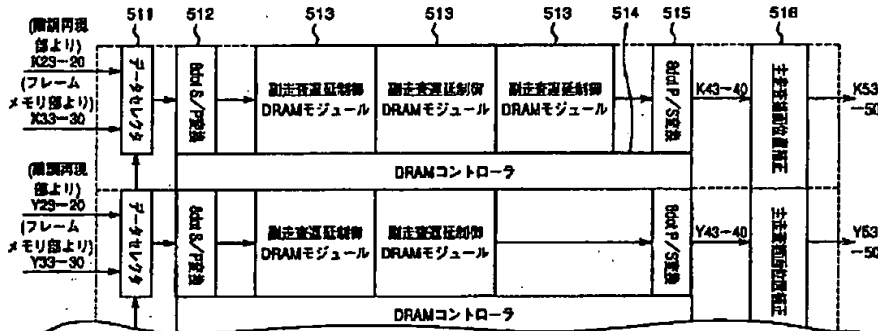 511
512
513
513
513
514
515
516
(階調再現
部より)
K23-20
(フレーム
メモリ部より)
K33-30
データセレクタ
8dot S/P変換
副走査遅延制御
DRAMモジュール
副走査遅延制御
DRAMモジュール
副走査遅延制御
DRAMモジュール
8dot P/S変換
K43-40
主走査描画位置補正
K53
-50
DRAMコントローラ
(階調再現
部より)
Y23-20
(フレーム
メモリ部より)
Y33-30
データセレクタ
8dot S/P変換
副走査遅延制御
DRAMモジュール
副走査遅延制御
DRAMモジュール
8dot P/S変換
Y43-40
主走査描画位置補正
Y53
-50
DRAMコントローラ